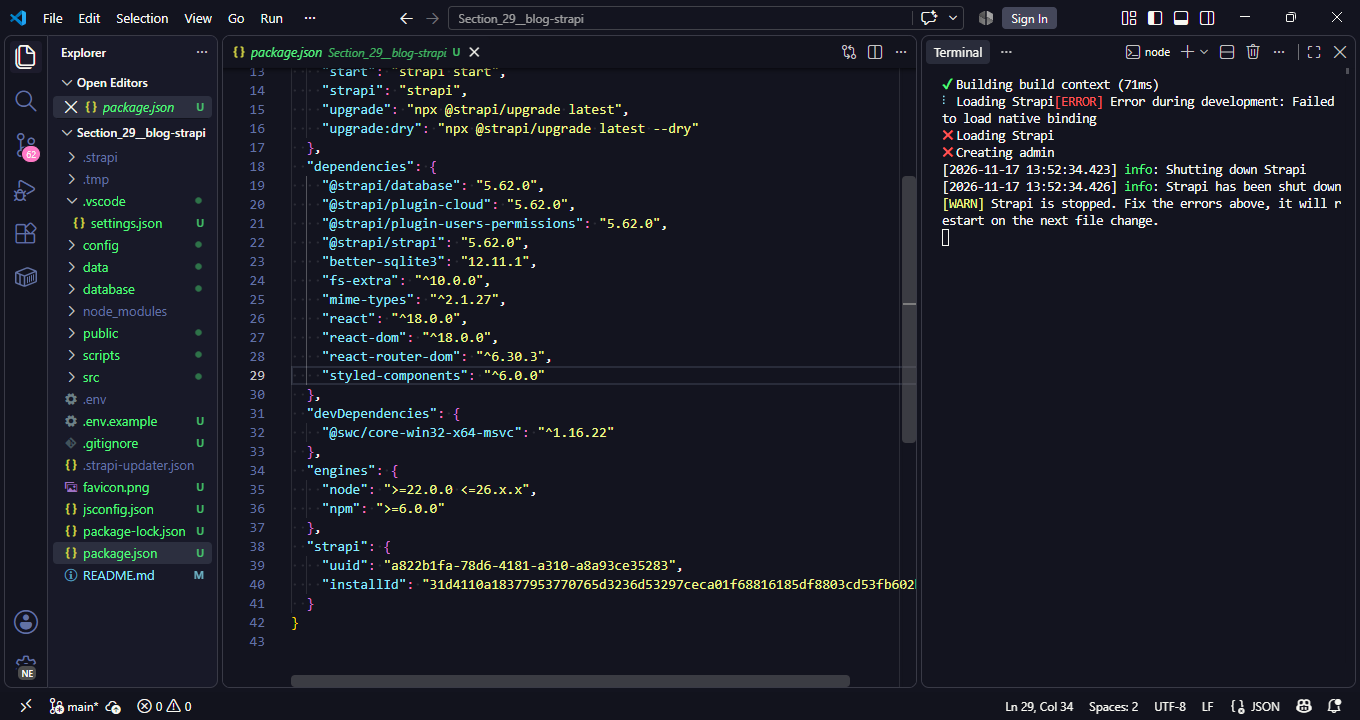 File Edit Selection View Go Run ··· Section_29__blog-strapi Sign In
Explorer ···
Open Editors
package.json U
Section_29__blog-strapi
.strapi
.tmp
.vscode
settings.json U
config
data
database
node_modules
public
scripts
src
.env
.env.example U
.gitignore U
.strapi-updater.json
favicon.png U
jsconfig.json U
package-lock.json U
package.json U
README.md M
62
NE
package.json Section_29__blog-strapi U
13 "start": "strapi start",
14 "strapi": "strapi",
15 "upgrade": "npx @strapi/upgrade latest",
16 "upgrade:dry": "npx @strapi/upgrade latest --dry"
17 },
18 "dependencies": {
19 "@strapi/database": "5.62.0",
20 "@strapi/plugin-cloud": "5.62.0",
21 "@strapi/plugin-users-permissions": "5.62.0",
22 "@strapi/strapi": "5.62.0",
23 "better-sqlite3": "12.11.1",
24 "fs-extra": "^10.0.0",
25 "mime-types": "^2.1.27",
26 "react": "^18.0.0",
27 "react-dom": "^18.0.0",
28 "react-router-dom": "^6.30.3",
29 "styled-components": "^6.0.0"
30 },
31 "devDependencies": {
32 "@swc/core-win32-x64-msvc": "^1.16.22"
33 },
34 "engines": {
35 "node": ">=22.0.0 <=26.x.x",
36 "npm": ">=6.0.0"
37 },
38 "strapi": {
39 "uuid": "a822b1fa-78d6-4181-a310-a8a93ce35283",
40 "installId": "31d4110a18377953770765d3236d53297ceca01f68816185df8803cd53fb602
41 }
42 }
43
Terminal ··· node
Building build context (71ms)
Loading Strapi[ERROR] Error during development: Failed
to load native binding
Loading Strapi
Creating admin
[2026-11-17 13:52:34.423] info: Shutting down Strapi
[2026-11-17 13:52:34.426] info: Strapi has been shut down
[WARN] Strapi is stopped. Fix the errors above, it will r
estart on the next file change.
main* 0 0 Ln 29, Col 34 Spaces: 2 UTF-8 LF JSON